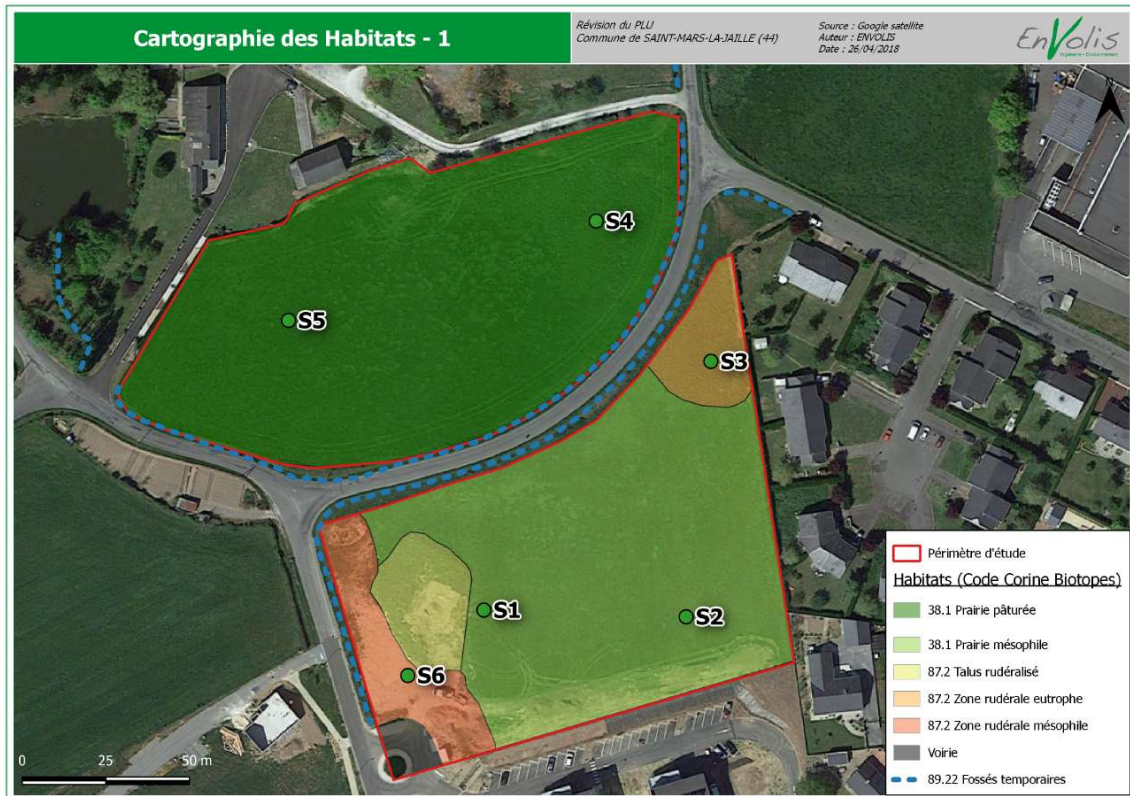 Cartographie des Habitats - 1
Révision du PLU
Commune de SAINT-MARS-LA-JAILLE (44)
Source : Google satellite
Auteur : ENVOLIS
Date : 26/04/2018
EnVolis
Ingénierie - Environnement
S4
S5
S3
S1
S2
S6
0 25 50 m
Périmètre d'étude
Habitats (Code Corine Biotopes)
38.1 Prairie pâturée
38.1 Prairie mésophile
87.2 Talus rudéralisé
87.2 Zone rudérale eutrophe
87.2 Zone rudérale mésophile
Voirie
89.22 Fossés temporaires